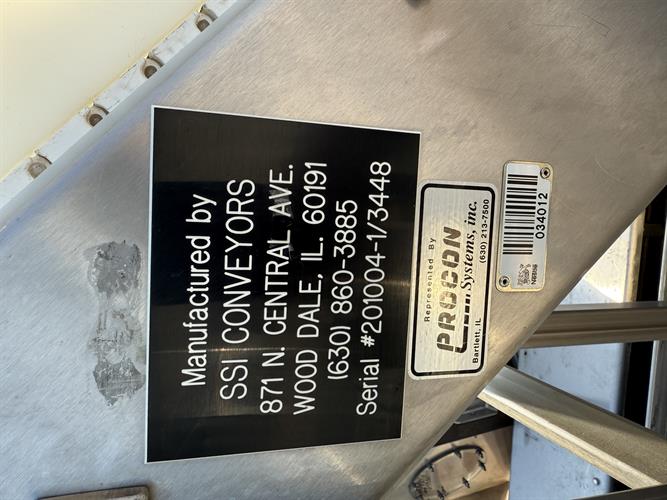 Manufactured by
SSI CONVEYORS
871 N. CENTRAL AVE.
WOOD DALE, IL. 60191
(630) 860-3885
Serial #201004-1/3448
Represented By
PROCON
Systems, inc.
Bartlett, IL
(630) 213-7500
034012
Nestlé